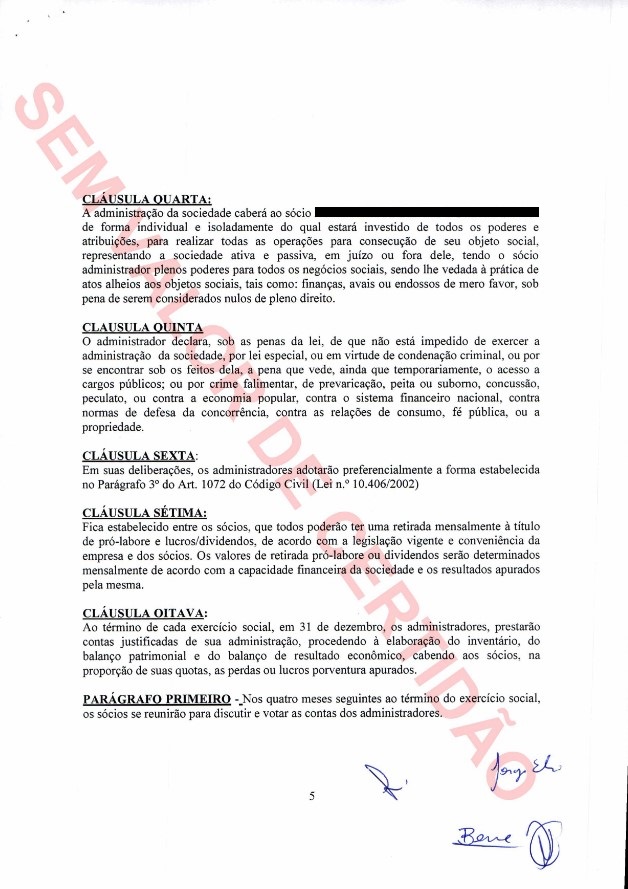 CLÁUSULA QUARTA:
A administração da sociedade caberá ao sócio
de forma individual e isoladamente do qual estará investido de todos os poderes e
atribuições, para realizar todas as operações para consecução de seu objeto social,
representando a sociedade ativa e passiva, em juízo ou fora dele, tendo o sócio
administrador plenos poderes para todos os negócios sociais, sendo lhe vedada à prática de
atos alheios aos objetos sociais, tais como: finanças, avais ou endossos de mero favor, sob
pena de serem considerados nulos de pleno direito.
CLAUSULA QUINTA
O administrador declara, sob as penas da lei, de que não está impedido de exercer a
administração da sociedade, por lei especial, ou em virtude de condenação criminal, ou por
se encontrar sob os feitos dela, a pena que vede, ainda que temporariamente, o acesso a
cargos públicos; ou por crime falimentar, de prevaricação, peita ou suborno, concussão,
peculato, ou contra a economia popular, contra o sistema financeiro nacional, contra
normas de defesa da concorrência, contra as relações de consumo, fé pública, ou a
propriedade.
CLÁUSULA SEXTA:
Em suas deliberações, os administradores adotarão preferencialmente a forma estabelecida
no Parágrafo 3º do Art. 1072 do Código Civil (Lei n.º 10.406/2002)
CLÁUSULA SÉTIMA:
Fica estabelecido entre os sócios, que todos poderão ter uma retirada mensalmente à título
de pró-labore e lucros/dividendos, de acordo com a legislação vigente e conveniência da
empresa e dos sócios. Os valores de retirada pró-labore ou dividendos serão determinados
mensalmente de acordo com a capacidade financeira da sociedade e os resultados apurados
pela mesma.
CLÁUSULA OITAVA:
Ao término de cada exercício social, em 31 de dezembro, os administradores, prestarão
contas justificadas de sua administração, procedendo à elaboração do inventário, do
balanço patrimonial e do balanço de resultado econômico, cabendo aos sócios, na
proporção de suas quotas, as perdas ou lucros porventura apurados.
PARÁGRAFO PRIMEIRO - Nos quatro meses seguintes ao término do exercício social,
os sócios se reunirão para discutir e votar as contas dos administradores.
5
SEM VALOR DE CERTIDÃO